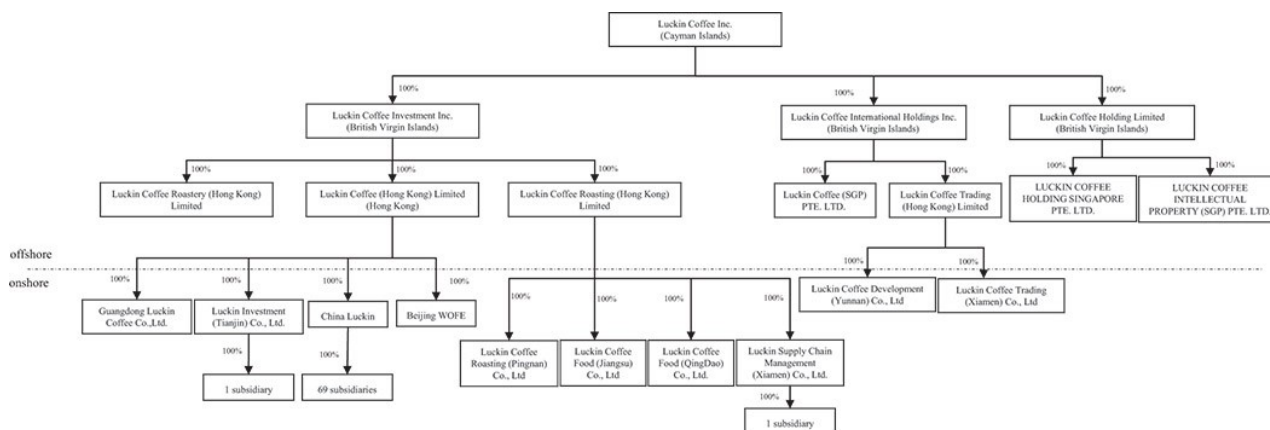 Luckin Coffee Inc.
(Cayman Islands)
100%
100%
100%
Luckin Coffee Investment Inc.
(British Virgin Islands)
Luckin Coffee International Holdings Inc.
(British Virgin Islands)
Luckin Coffee Holding Limited
(British Virgin Islands)
100%
100%
100%
100%
100%
100%
100%
Luckin Coffee Roastery (Hong Kong)
Limited
Luckin Coffee (Hong Kong) Limited
(Hong Kong)
Luckin Coffee Roasting (Hong Kong)
Limited
Luckin Coffee (SGP)
PTE. LTD.
Luckin Coffee Trading
(Hong Kong) Limited
LUCKIN COFFEE
HOLDING SINGAPORE
PTE. LTD.
LUCKIN COFFEE
INTELLECTUAL
PROPERTY (SGP) PTE. LTD.
offshore
onshore
100%
100%
100%
100%
100%
100%
Guangdong Luckin
Coffee Co.,Ltd.
Luckin Investment
(Tianjin) Co., Ltd.
China Luckin
Beijing WOFE
Luckin Coffee Development
(Yunnan) Co., Ltd
Luckin Coffee Trading
(Xiamen) Co., Ltd
100%
100%
100%
100%
100%
100%
Luckin Coffee
Roasting (Pingnan)
Co., Ltd
Luckin Coffee
Food (Jiangsu)
Co., Ltd
Luckin Coffee
Food (QingDao)
Co., Ltd.
Luckin Supply Chain
Management
(Xiamen) Co., Ltd.
1 subsidiary
69 subsidiaries
100%
1 subsidiary